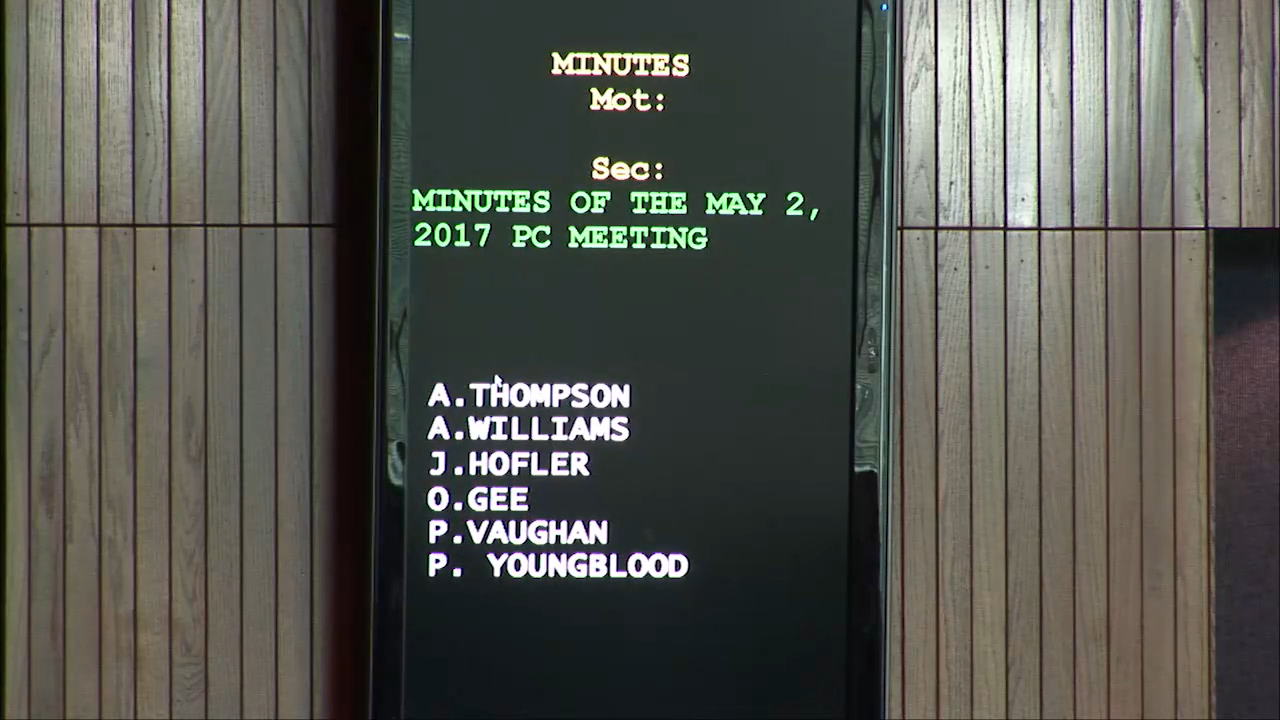 MINUTES
Mot:
Sec:
MINUTES OF THE MAY 2,
2017 PC MEETING
A.THOMPSON
A.WILLIAMS
J.HOFLER
O.GEE
P.VAUGHAN
P. YOUNGBLOOD